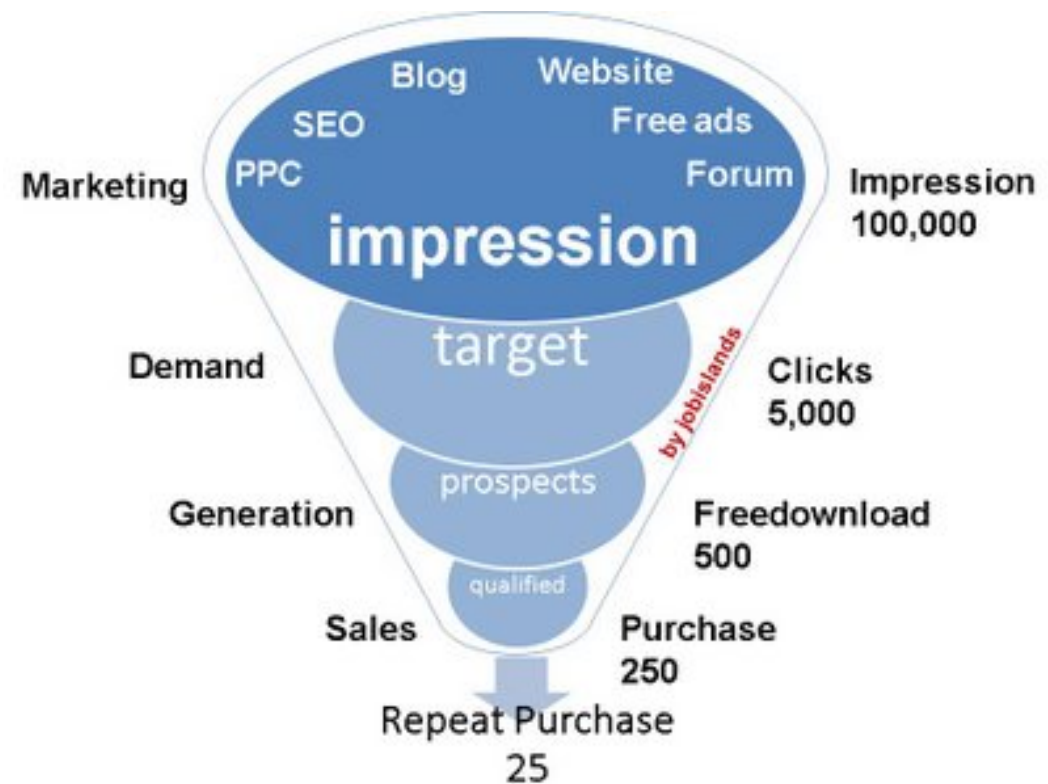 Blog
Website
SEO
Free ads
PPC
Forum
Marketing
impression
Impression
100,000
target
Demand
by jobislands
Clicks
5,000
prospects
Generation
Freedownload
500
qualified
Sales
Purchase
250
Repeat Purchase
25